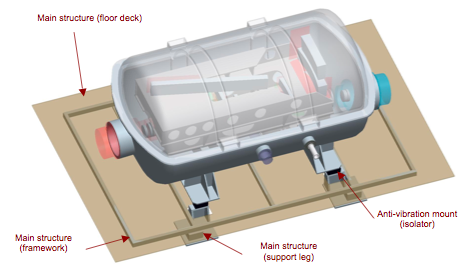 Main structure (floor deck)
Anti-vibration mount
(isolator)
Main structure
(framework)
Main structure
(support leg)